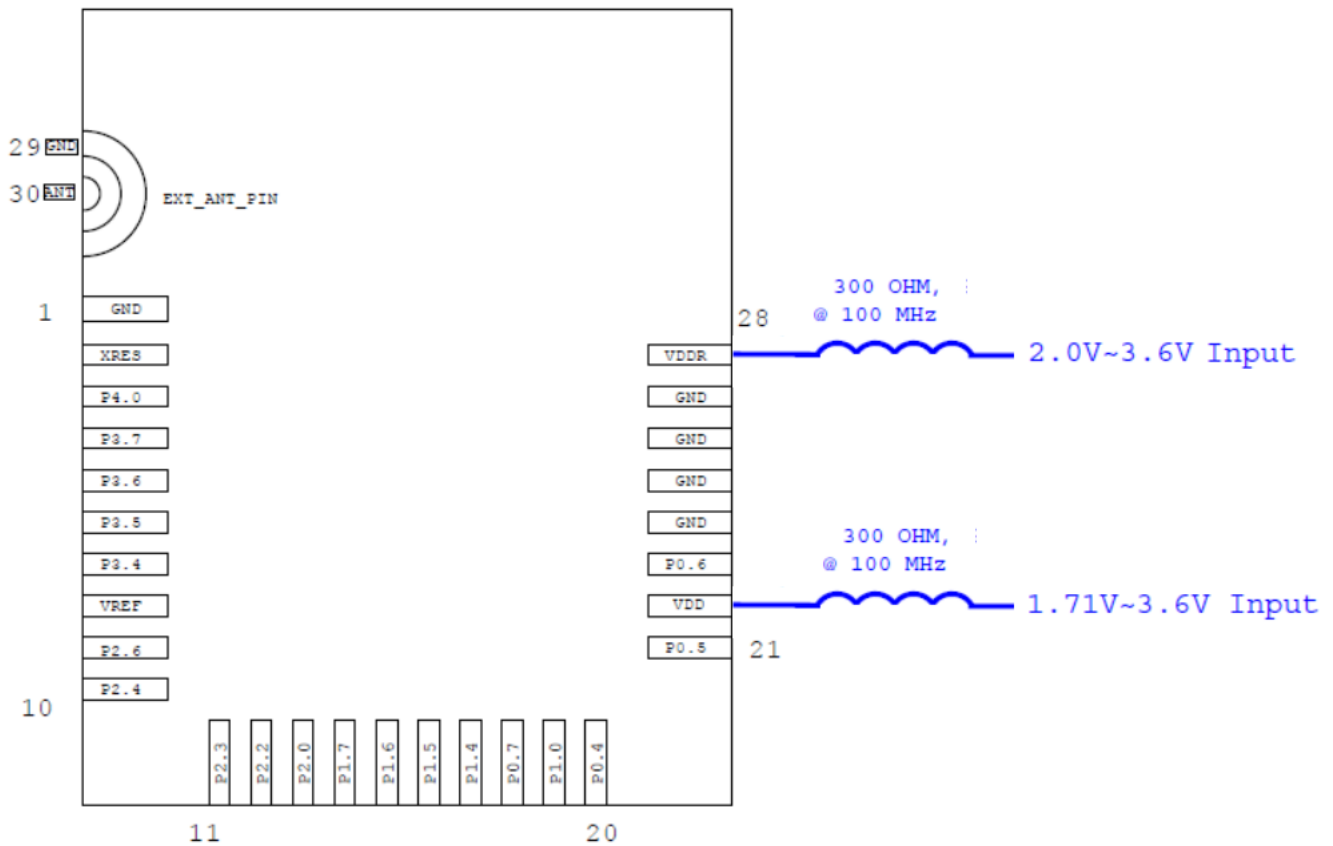 29 GND
30 ANT
EXT_ANT_PIN
1 GND
XRES
P4.0
P3.7
P3.6
P3.5
P3.4
VREF
P2.6
P2.4
10
P2.3
P2.2
P2.0
P1.7
P1.6
P1.5
P1.4
P0.7
P1.0
P0.4
11
20
28
VDDR
GND
GND
GND
GND
P0.6
VDD
P0.5
21
300 OHM,
@ 100 MHz
2.0V~3.6V Input
300 OHM,
@ 100 MHz
1.71V~3.6V Input